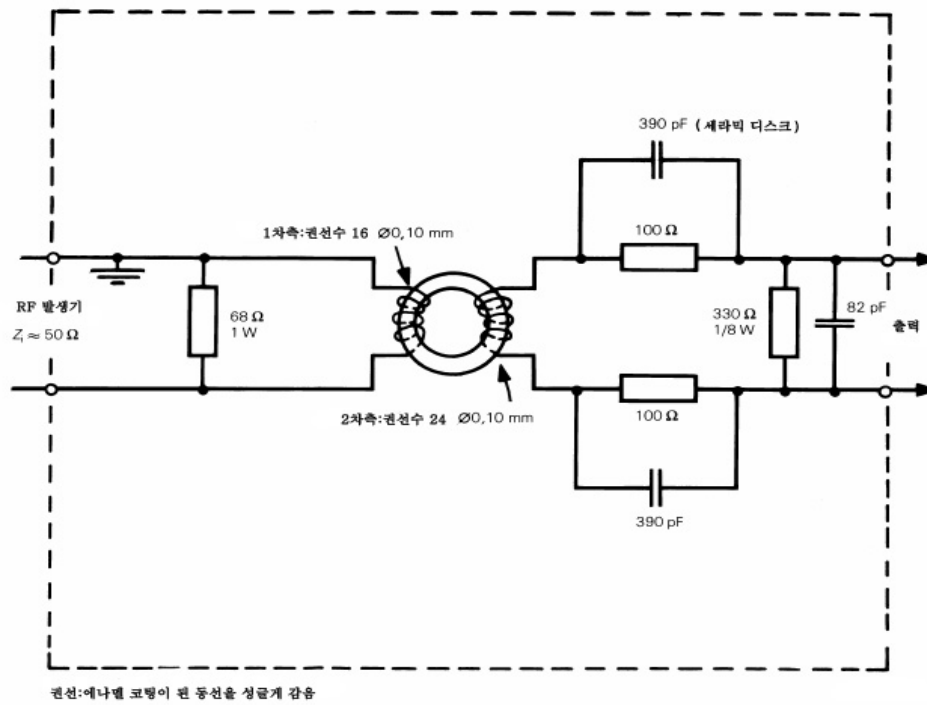 390 pF (세라믹 디스크)
1차측:권선수 16 Ø0,10 mm
100 Ω
RF 발생기
Zᵢ ≈ 50 Ω
68 Ω
1 W
330 Ω
1/8 W
82 pF
출력
2차측:권선수 24 Ø0,10 mm
100 Ω
390 pF
권선:에나멜 코팅이 된 동선을 성글게 감음